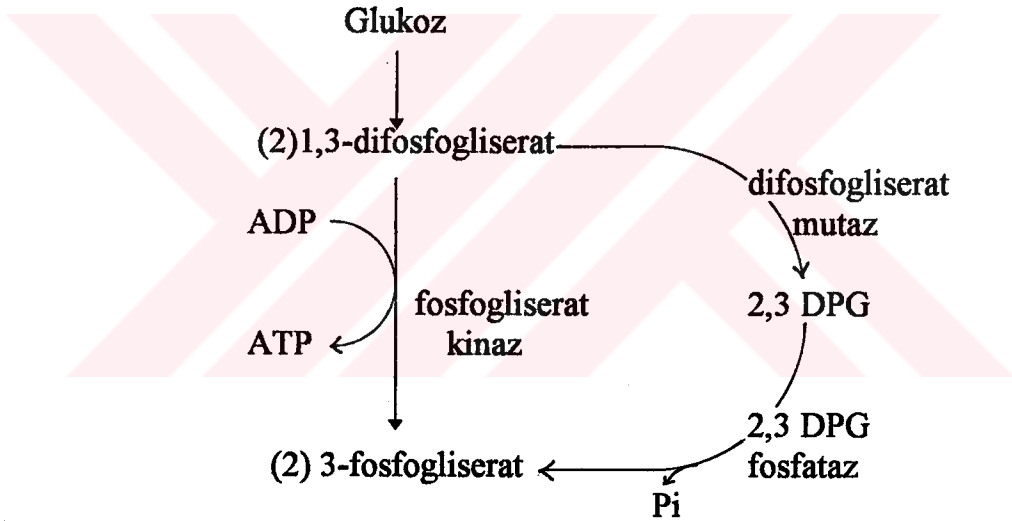 Glukoz
(2)1,3-difosfogliserat
difosfogliserat
mutaz
ADP
fosfogliserat
kinaz
2,3 DPG
ATP
2,3 DPG
fosfataz
(2) 3-fosfogliserat
Pi